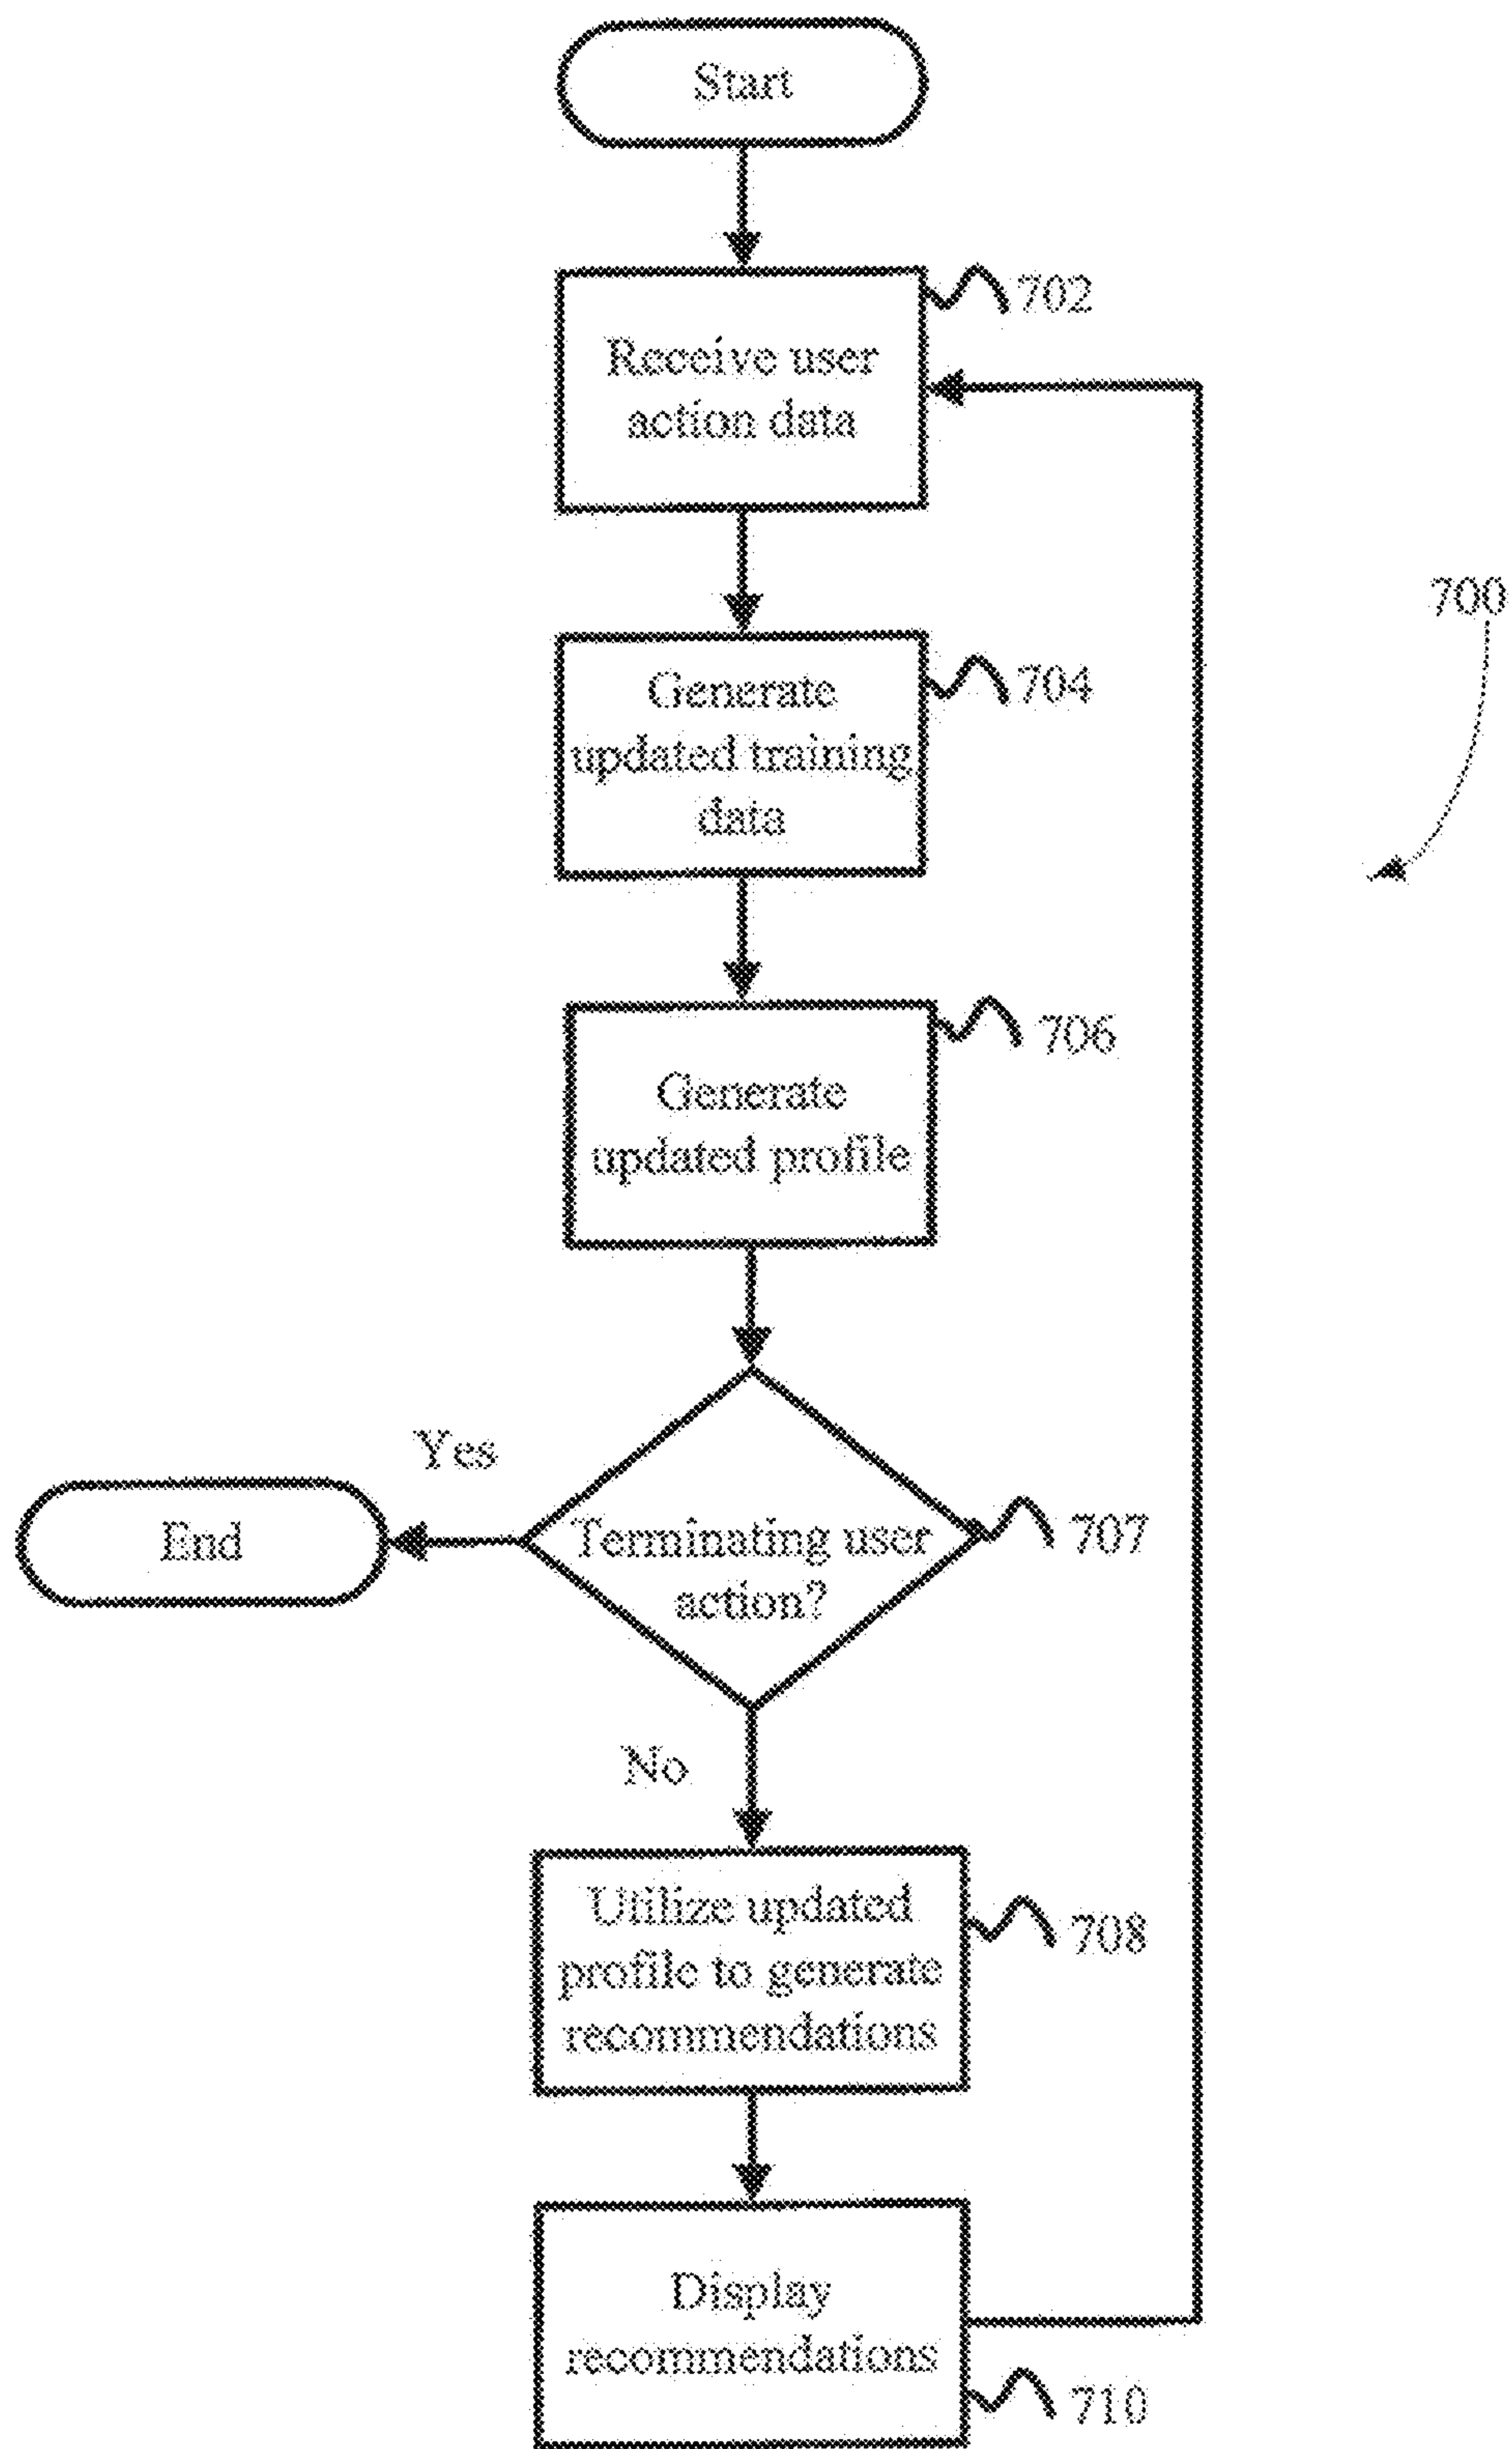 Start
702
Receive user
action data
700
704
Generate
updated training
data
706
Generate
updated profile
Yes
End
Terminating user
action?
707
No
Utilize updated
profile to generate
recommendations
708
Display
recommendations
710